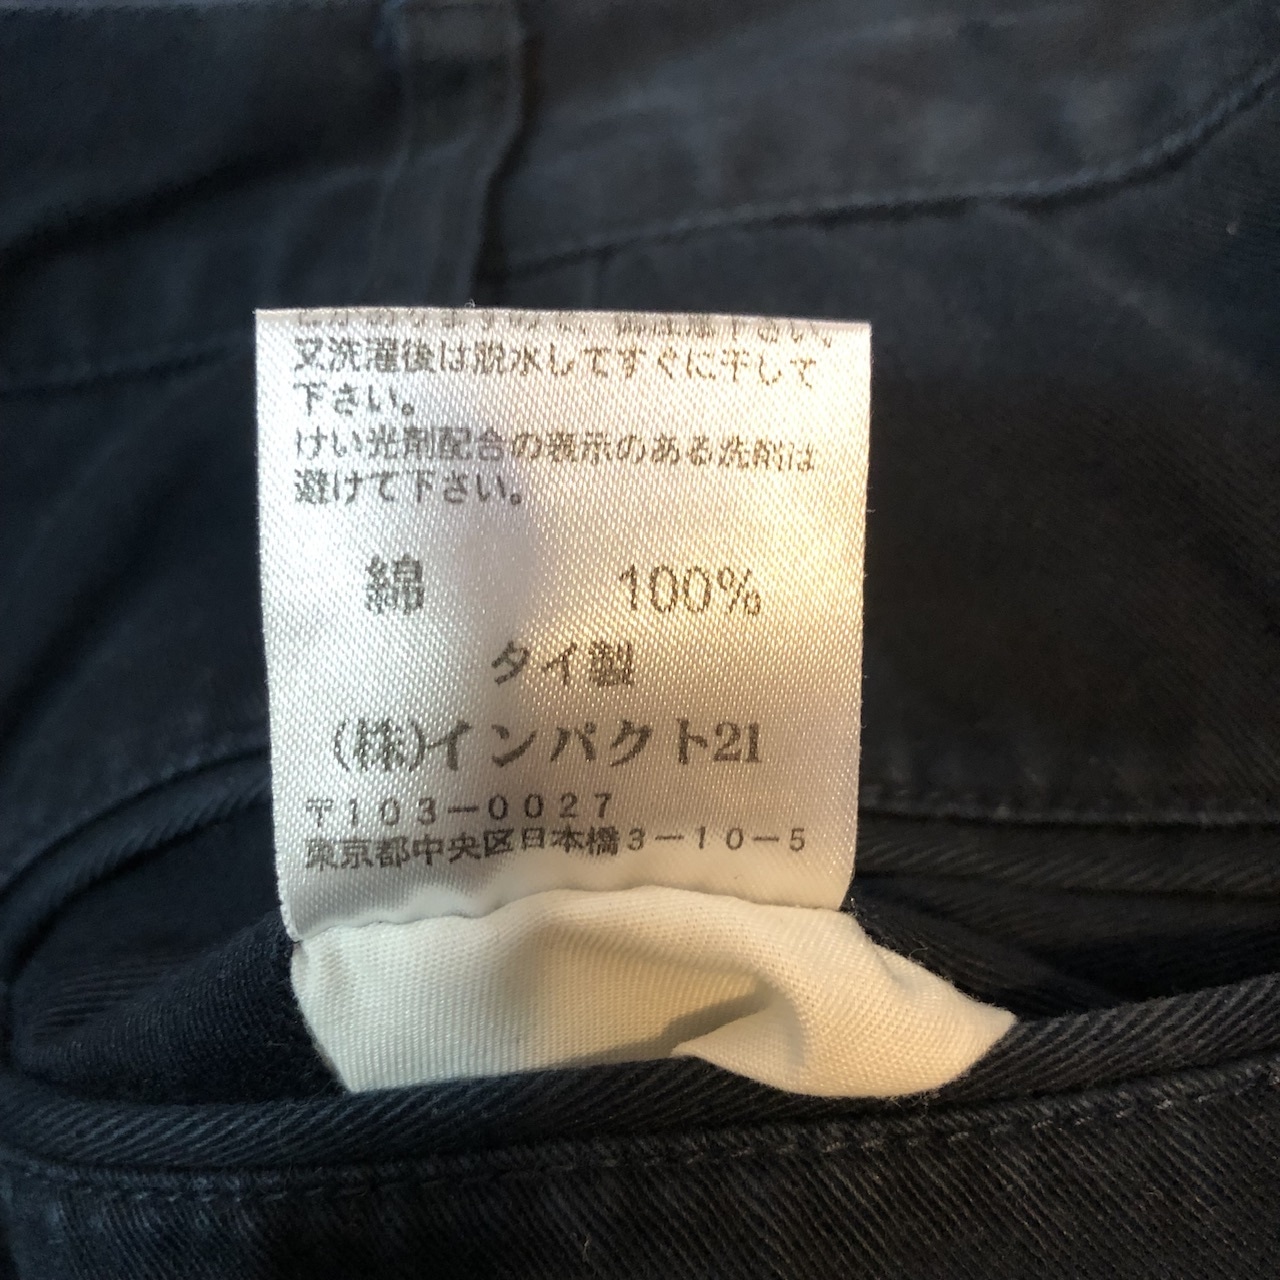 又洗濯後は脱水してすぐに干して
下さい。
けい光剤配合の表示のある洗剤は
避けて下さい。
綿 100%
タイ製
(株)インパクト21
〒103-0027
東京都中央区日本橋3-10-5